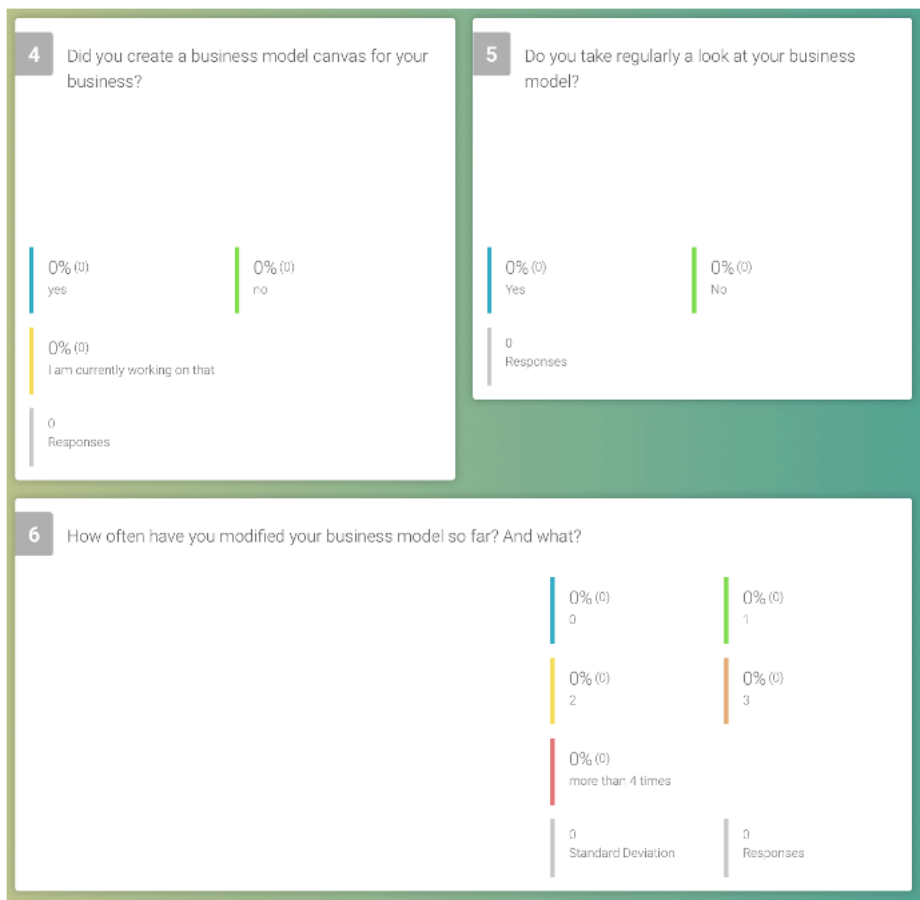 4
Did you create a business model canvas for your
business?
0% (0)
yes
0% (0)
no
0% (0)
I am currently working on that
0
Responses
5
Do you take regularly a look at your business
model?
0% (0)
Yes
0% (0)
No
0
Responses
6
How often have you modified your business model so far? And what?
0% (0)
0
0% (0)
1
0% (0)
2
0% (0)
3
0% (0)
more than 4 times
0
Standard Deviation
0
Responses